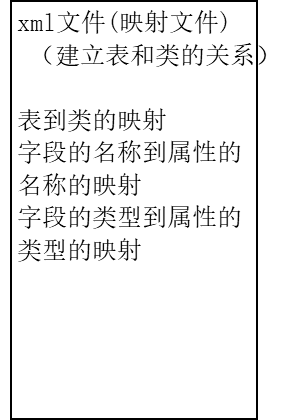 xml文件(映射文件)
（建立表和类的关系）
表到类的映射
字段的名称到属性的
名称的映射
字段的类型到属性的
类型的映射